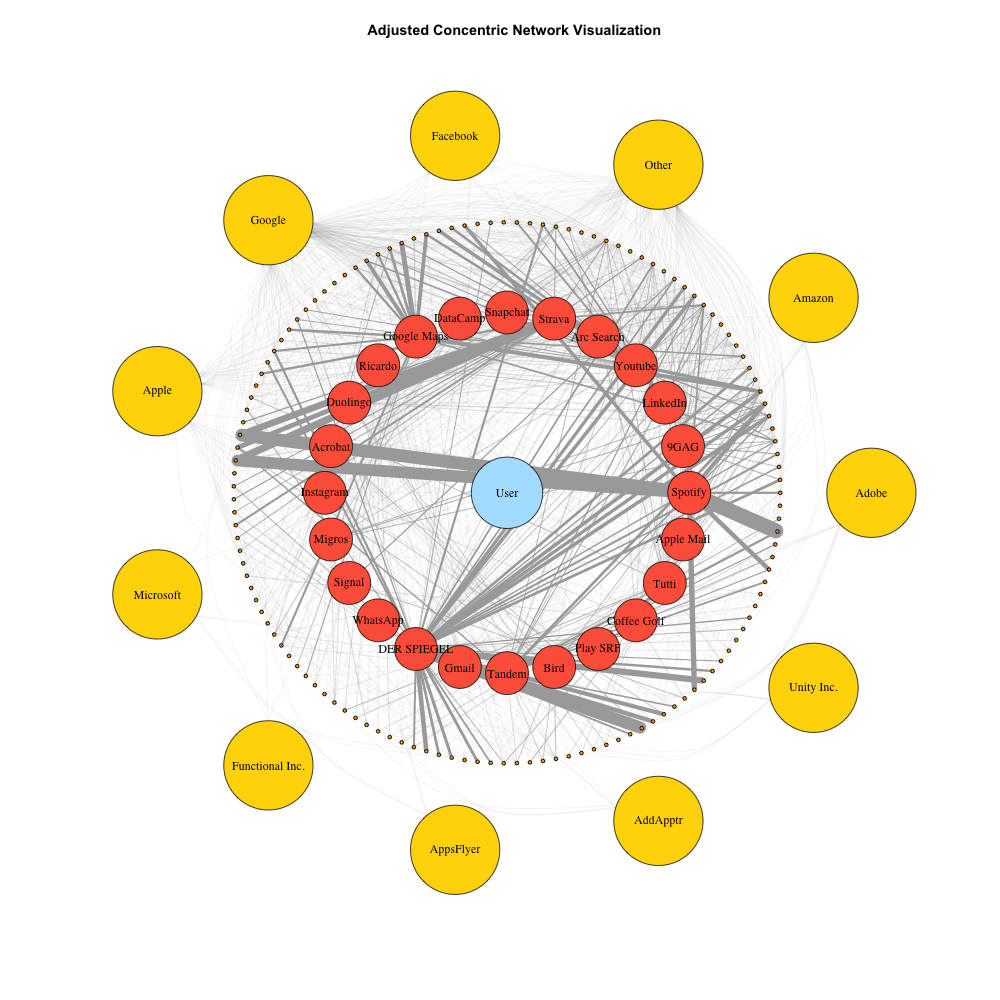 Adjusted Concentric Network Visualization
Facebook
Other
Google
Amazon
Apple
Adobe
Microsoft
Unity Inc.
Functional Inc.
AddApptr
AppsFlyer
Snapchat
DataCamp
Strava
Google Maps
Arc Search
Ricardo
Youtube
Duolingo
LinkedIn
Acrobat
9GAG
Instagram
User
Spotify
Migros
Apple Mail
Signal
Tutti
WhatsApp
Coffee Golf
DER SPIEGEL
Play SRF
Gmail
Tandem
Bird